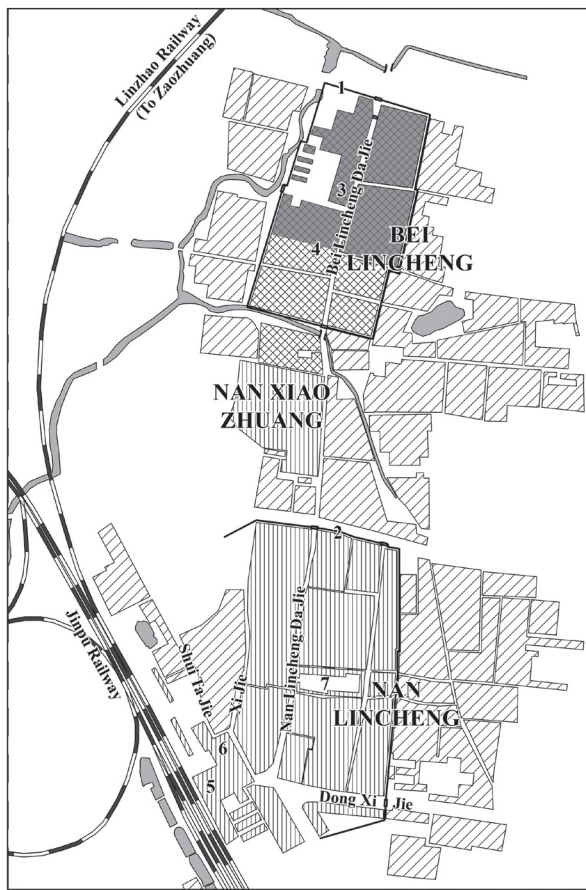 Linzhao Railway
(To Zaozhuang)
1
3
Bei Lincheng Da Jie
4
BEI
LINCHENG
NAN XIAO
ZHUANG
2
Jinpu Railway
Shui Ta Jie
Xi Jie
Nan Lincheng Da Jie
7
NAN
LINCHENG
6
5
Dong Xi Jie